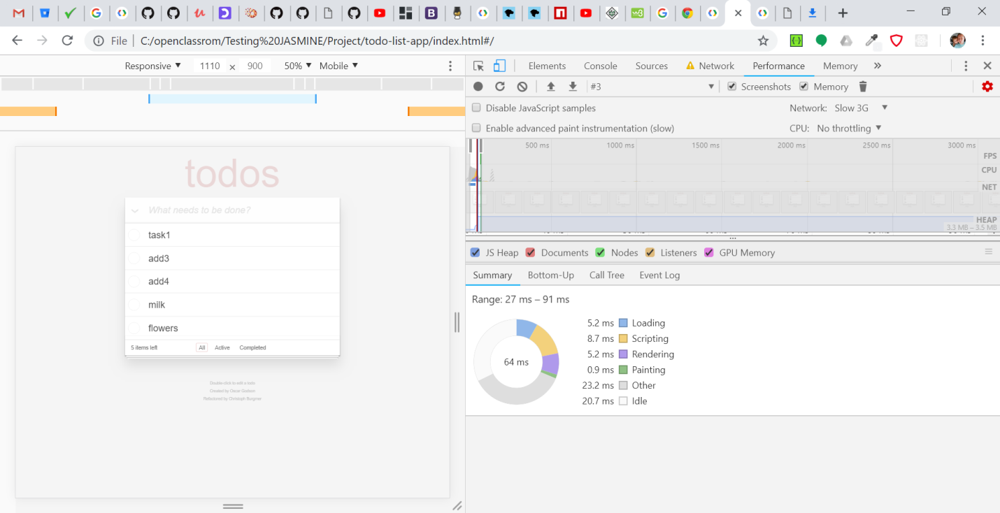 File C:/openclassrom/Testing%20JASMINE/Project/todo-list-app/index.html#/
Responsive 1110 × 900 50% Mobile
Elements Console Sources Network Performance Memory
#3 Screenshots Memory
Disable JavaScript samples Network: Slow 3G
Enable advanced paint instrumentation (slow) CPU: No throttling
500 ms 1000 ms 1500 ms 2000 ms 2500 ms 3000 ms
FPS
CPU
NET
HEAP
3.3 MB – 3.5 MB
JS Heap Documents Nodes Listeners GPU Memory
Summary Bottom-Up Call Tree Event Log
Range: 27 ms – 91 ms
64 ms
5.2 ms Loading
8.7 ms Scripting
5.2 ms Rendering
0.9 ms Painting
23.2 ms Other
20.7 ms Idle
todos
What needs to be done?
task1
add3
add4
milk
flowers
5 items left All Active Completed
Double-click to edit a todo
Created by Oscar Godson
Refactored by Christoph Burgmer